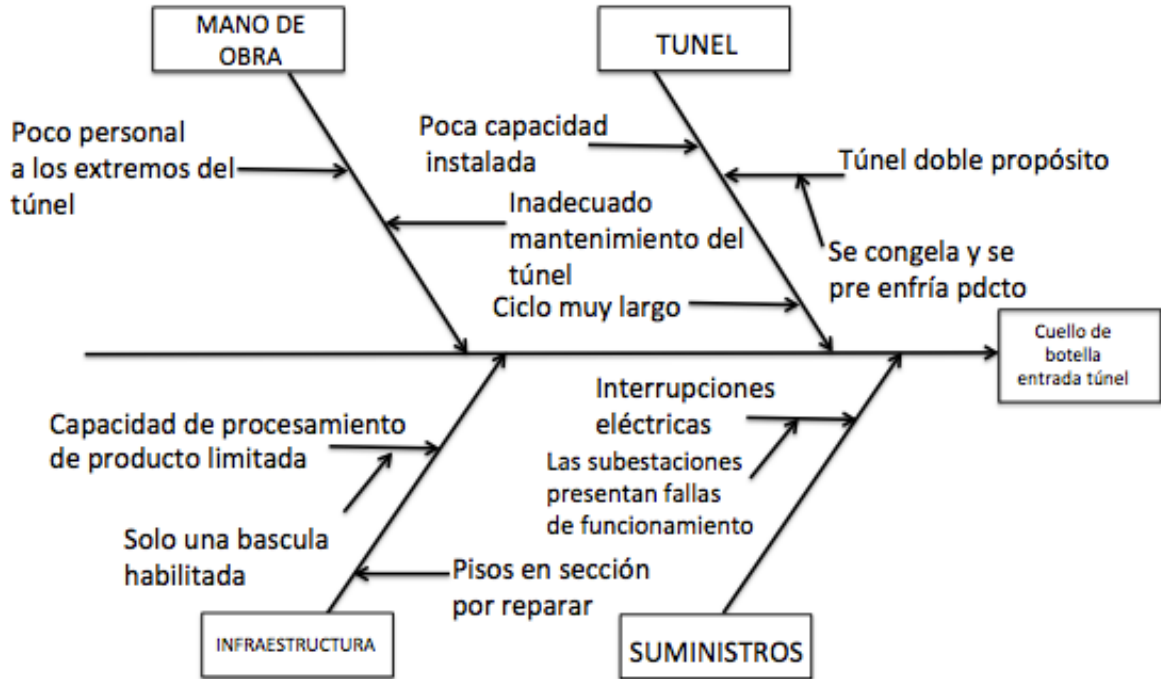 MANO DE
OBRA
TUNEL
Poco personal
a los extremos del
túnel
Poca capacidad
instalada
Túnel doble propósito
Inadecuado
mantenimiento del
túnel
Se congela y se
pre enfría pdcto
Ciclo muy largo
Cuello de
botella
entrada túnel
Capacidad de procesamiento
de producto limitada
Interrupciones
eléctricas
Las subestaciones
presentan fallas
de funcionamiento
Solo una bascula
habilitada
Pisos en sección
por reparar
INFRAESTRUCTURA
SUMINISTROS